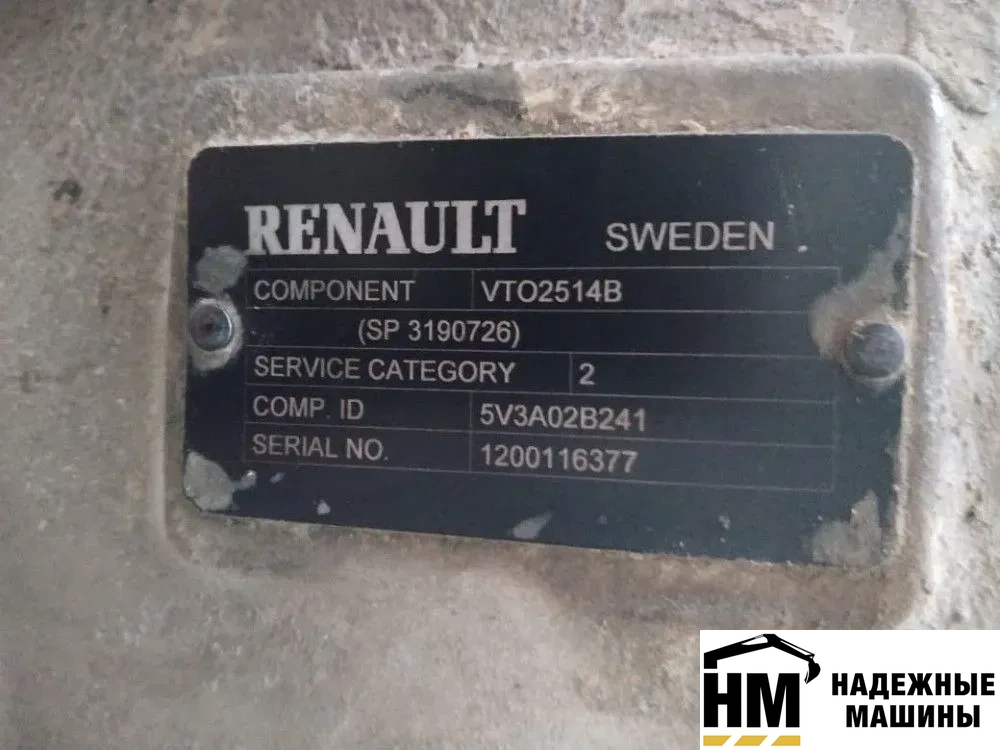 RENAULT SWEDEN
COMPONENT VTO2514B
(SP 3190726)
SERVICE CATEGORY 2
COMP. ID 5V3A02B241
SERIAL NO. 1200116377
НМ НАДЕЖНЫЕ
МАШИНЫ